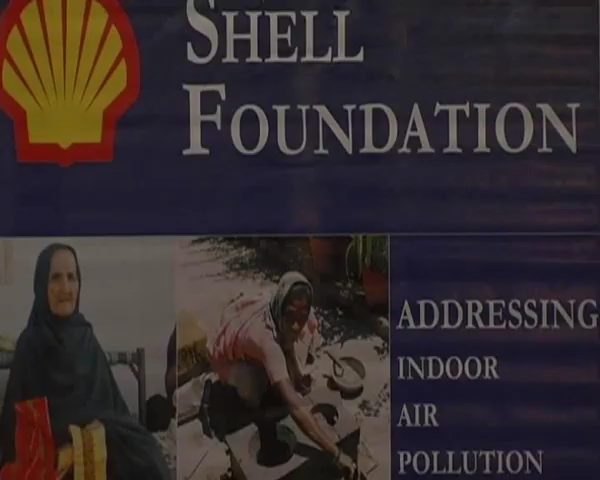 SHELL
FOUNDATION
ADDRESSING
INDOOR
AIR
POLLUTION